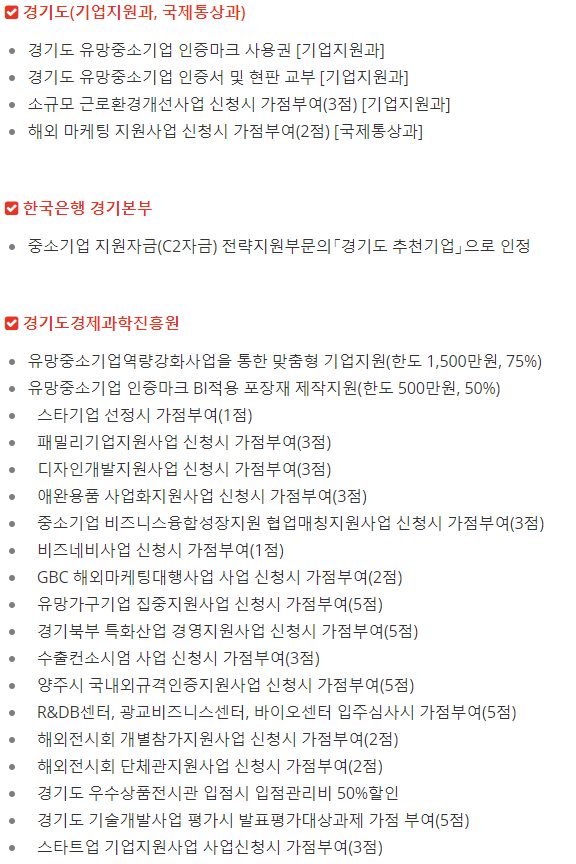 경기도(기업지원과, 국제통상과)
경기도 유망중소기업 인증마크 사용권 [기업지원과]
경기도 유망중소기업 인증서 및 현판 교부 [기업지원과]
소규모 근로환경개선사업 신청시 가점부여(3점) [기업지원과]
해외 마케팅 지원사업 신청시 가점부여(2점) [국제통상과]
한국은행 경기본부
중소기업 지원자금(C2자금) 전략지원부문의「경기도 추천기업」으로 인정
경기도경제과학진흥원
유망중소기업역량강화사업을 통한 맞춤형 기업지원(한도 1,500만원, 75%)
유망중소기업 인증마크 BI적용 포장재 제작지원(한도 500만원, 50%)
스타기업 선정시 가점부여(1점)
패밀리기업지원사업 신청시 가점부여(3점)
디자인개발지원사업 신청시 가점부여(3점)
애완용품 사업화지원사업 신청시 가점부여(3점)
중소기업 비즈니스융합성장지원 협업매칭지원사업 신청시 가점부여(3점)
비즈네비사업 신청시 가점부여(1점)
GBC 해외마케팅대행사업 사업 신청시 가점부여(2점)
유망가구기업 집중지원사업 신청시 가점부여(5점)
경기북부 특화산업 경영지원사업 신청시 가점부여(5점)
수출컨소시엄 사업 신청시 가점부여(3점)
양주시 국내외규격인증지원사업 신청시 가점부여(5점)
R&DB센터, 광교비즈니스센터, 바이오센터 입주심사시 가점부여(5점)
해외전시회 개별참가지원사업 신청시 가점부여(2점)
해외전시회 단체관지원사업 신청시 가점부여(2점)
경기도 우수상품전시관 입점시 입점관리비 50%할인
경기도 기술개발사업 평가시 발표평가대상과제 가점 부여(5점)
스타트업 기업지원사업 사업신청시 가점부여(3점)